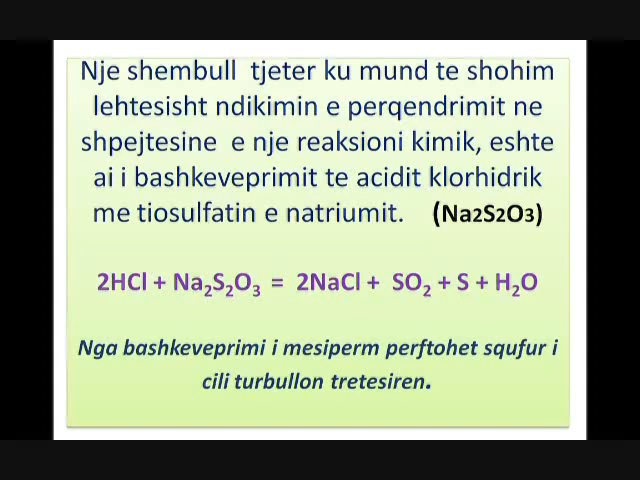 Nje shembull tjeter ku mund te shohim
lehtesisht ndikimin e perqendrimit ne
shpejtesine e nje reaksioni kimik, eshte
ai i bashkeveprimit te acidit klorhidrik
me tiosulfatin e natriumit. (Na2S2O3)
2HCl + Na₂S₂O₃ = 2NaCl + SO₂ + S + H₂O
Nga bashkeveprimi i mesiperm perftohet squfur i
cili turbullon tretesiren.